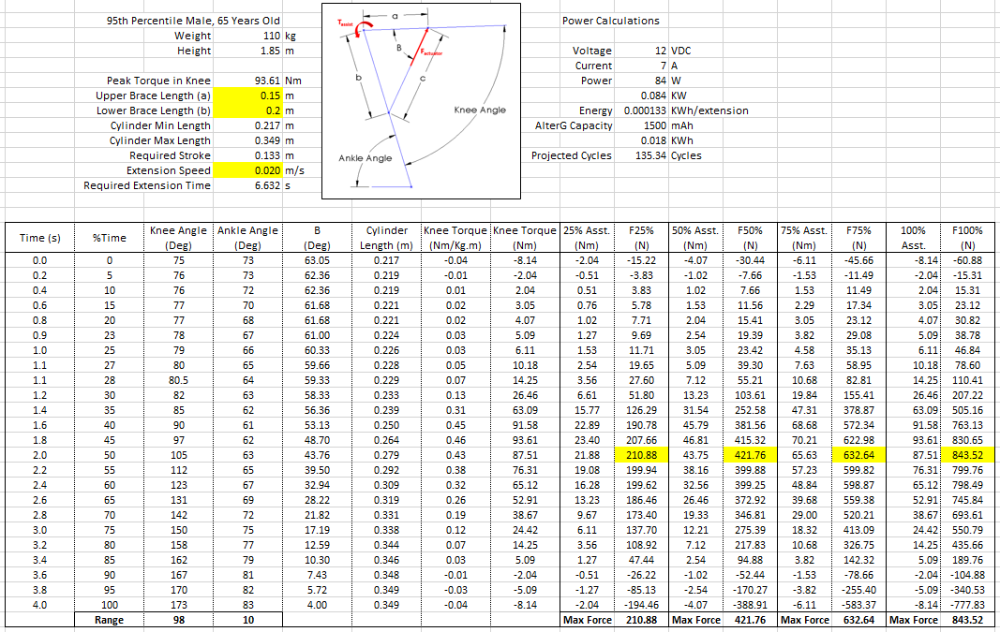 95th Percentile Male, 65 Years Old
Weight 110 kg
Height 1.85 m
Peak Torque in Knee 93.61 Nm
Upper Brace Length (a) 0.15 m
Lower Brace Length (b) 0.2 m
Cylinder Min Length 0.217 m
Cylinder Max Length 0.349 m
Required Stroke 0.133 m
Extension Speed 0.020 m/s
Required Extension Time 6.632 s
Tassist
a
B
Factuator
b
c
Knee Angle
Ankle Angle
Power Calculations
Voltage 12 VDC
Current 7 A
Power 84 W
0.084 KW
Energy 0.000133 KWh/extension
AlterG Capacity 1500 mAh
0.018 KWh
Projected Cycles 135.34 Cycles
Time (s) %Time Knee Angle (Deg) Ankle Angle (Deg) B (Deg) Cylinder Length (m) Knee Torque (Nm/Kg.m) Knee Torque (Nm) 25% Asst. (Nm) F25% (N) 50% Asst. (Nm) F50% (N) 75% Asst. (Nm) F75% (N) 100% Asst. F100% (N)
0.0 0 75 73 63.05 0.217 -0.04 -8.14 -2.04 -15.22 -4.07 -30.44 -6.11 -45.66 -8.14 -60.88
0.2 5 76 73 62.36 0.219 -0.01 -2.04 -0.51 -3.83 -1.02 -7.66 -1.53 -11.49 -2.04 -15.31
0.4 10 76 72 62.36 0.219 0.01 2.04 0.51 3.83 1.02 7.66 1.53 11.49 2.04 15.31
0.6 15 77 70 61.68 0.221 0.02 3.05 0.76 5.78 1.53 11.56 2.29 17.34 3.05 23.12
0.8 20 77 68 61.68 0.221 0.02 4.07 1.02 7.71 2.04 15.41 3.05 23.12 4.07 30.82
0.9 23 78 67 61.00 0.224 0.03 5.09 1.27 9.69 2.54 19.39 3.82 29.08 5.09 38.78
1.0 25 79 66 60.33 0.226 0.03 6.11 1.53 11.71 3.05 23.42 4.58 35.13 6.11 46.84
1.1 27 80 65 59.66 0.228 0.05 10.18 2.54 19.65 5.09 39.30 7.63 58.95 10.18 78.60
1.1 28 80.5 64 59.33 0.229 0.07 14.25 3.56 27.60 7.12 55.21 10.68 82.81 14.25 110.41
1.2 30 82 63 58.33 0.233 0.13 26.46 6.61 51.80 13.23 103.61 19.84 155.41 26.46 207.22
1.4 35 85 62 56.36 0.239 0.31 63.09 15.77 126.29 31.54 252.58 47.31 378.87 63.09 505.16
1.6 40 90 61 53.13 0.250 0.45 91.58 22.89 190.78 45.79 381.56 68.68 572.34 91.58 763.13
1.8 45 97 62 48.70 0.264 0.46 93.61 23.40 207.66 46.81 415.32 70.21 622.98 93.61 830.65
2.0 50 105 63 43.76 0.279 0.43 87.51 21.88 210.88 43.75 421.76 65.63 632.64 87.51 843.52
2.2 55 112 65 39.50 0.292 0.38 76.31 19.08 199.94 38.16 399.88 57.23 599.82 76.31 799.76
2.4 60 123 67 32.94 0.309 0.32 65.12 16.28 199.62 32.56 399.25 48.84 598.87 65.12 798.49
2.6 65 131 69 28.22 0.319 0.26 52.91 13.23 186.46 26.46 372.92 39.68 559.38 52.91 745.84
2.8 70 142 72 21.82 0.331 0.19 38.67 9.67 173.40 19.33 346.81 29.00 520.21 38.67 693.61
3.0 75 150 75 17.19 0.338 0.12 24.42 6.11 137.70 12.21 275.39 18.32 413.09 24.42 550.79
3.2 80 158 77 12.59 0.344 0.07 14.25 3.56 108.92 7.12 217.83 10.68 326.75 14.25 435.66
3.4 85 162 79 10.30 0.346 0.03 5.09 1.27 47.44 2.54 94.88 3.82 142.32 5.09 189.76
3.6 90 167 81 7.43 0.348 -0.01 -2.04 -0.51 -26.22 -1.02 -52.44 -1.53 -78.66 -2.04 -104.88
3.8 95 170 82 5.72 0.349 -0.03 -5.09 -1.27 -85.13 -2.54 -170.27 -3.82 -255.40 -5.09 -340.53
4.0 100 173 83 4.00 0.349 -0.04 -8.14 -2.04 -194.46 -4.07 -388.91 -6.11 -583.37 -8.14 -777.83
Range 98 10 Max Force 210.88 Max Force 421.76 Max Force 632.64 Max Force 843.52